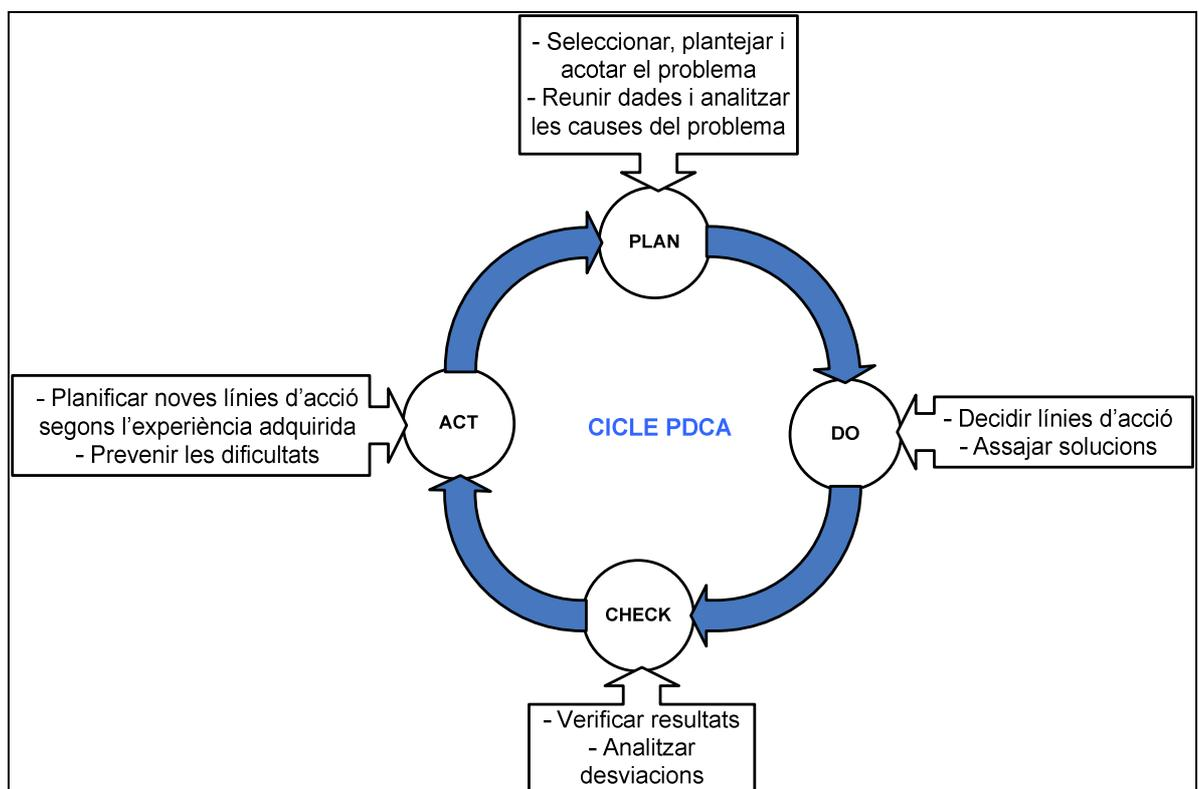 - Seleccionar, plantejar i
acotar el problema
- Reunir dades i analitzar
les causes del problema
PLAN
- Planificar noves línies d’acció
segons l’experiència adquirida
- Prevenir les dificultats
ACT
CICLE PDCA
DO
- Decidir línies d’acció
- Assajar solucions
CHECK
- Verificar resultats
- Analitzar
desviacions